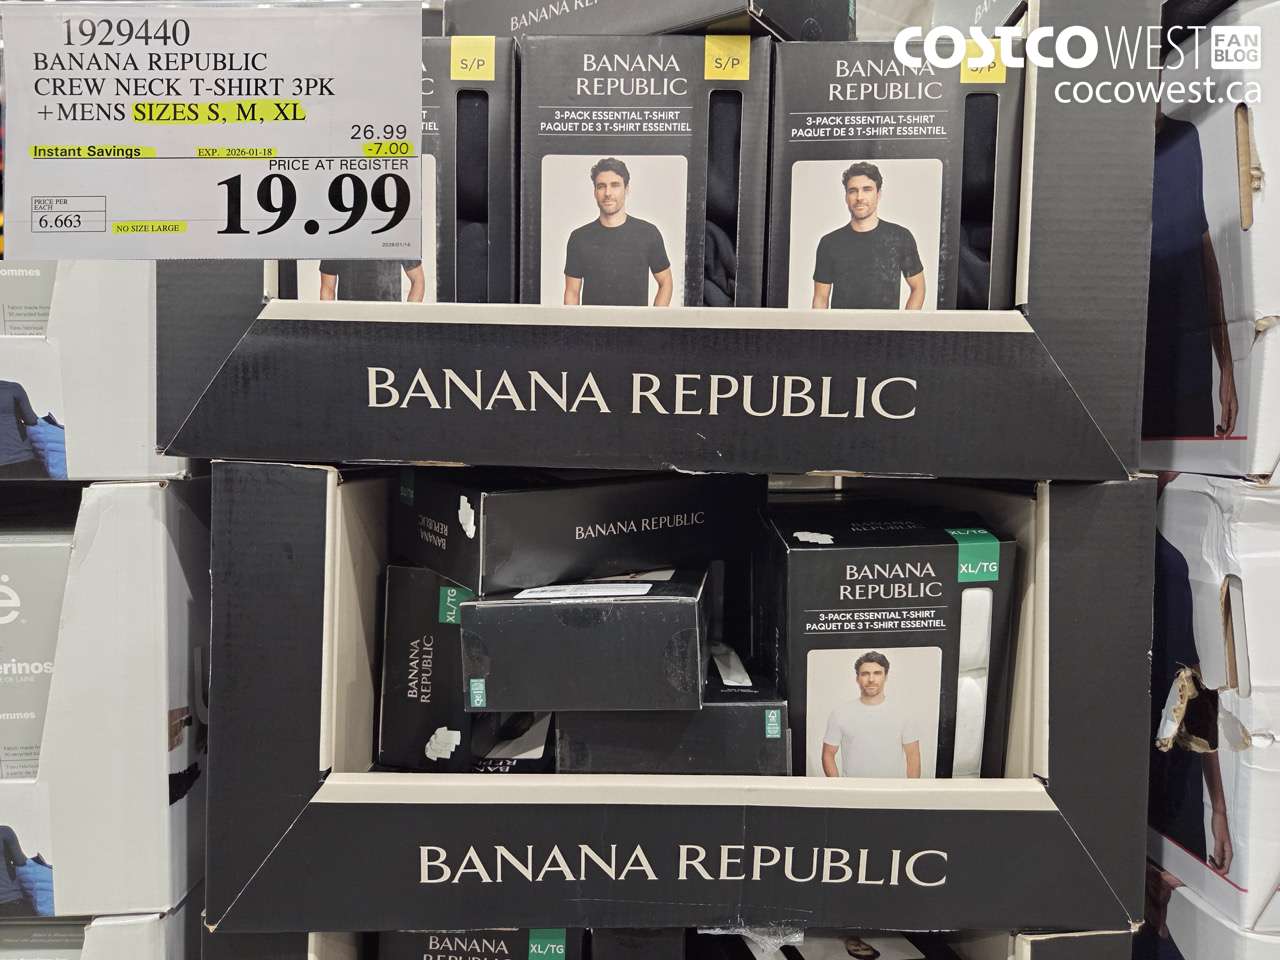 1929440
BANANA REPUBLIC
CREW NECK T-SHIRT 3PK
+MENS SIZES S, M, XL
26.99
Instant Savings EXP. 2026-01-18 -7.00
PRICE AT REGISTER
19.99
PRICE PER
EACH
6.663
NO SIZE LARGE
COSTCO WEST
FAN
BLOG
cocowest.ca
BANANA
S/P
BANANA
REPUBLIC
3-PACK ESSENTIAL T-SHIRT
PAQUET DE 3 T-SHIRT ESSENTIEL
S/P
BANANA
REPUBLIC
3-PACK ESSENTIAL T-SHIRT
PAQUET DE 3 T-SHIRT ESSENTIEL
S/P
BANANA REPUBLIC
BANANA REPUBLIC
XL/TG
BANANA
REPUBLIC
XL/TG
XL/TG
BANANA
REPUBLIC
3-PACK ESSENTIAL T-SHIRT
PAQUET DE 3 T-SHIRT ESSENTIEL
BANANA REPUBLIC
BANANA
REPUBLIC
XL/TG